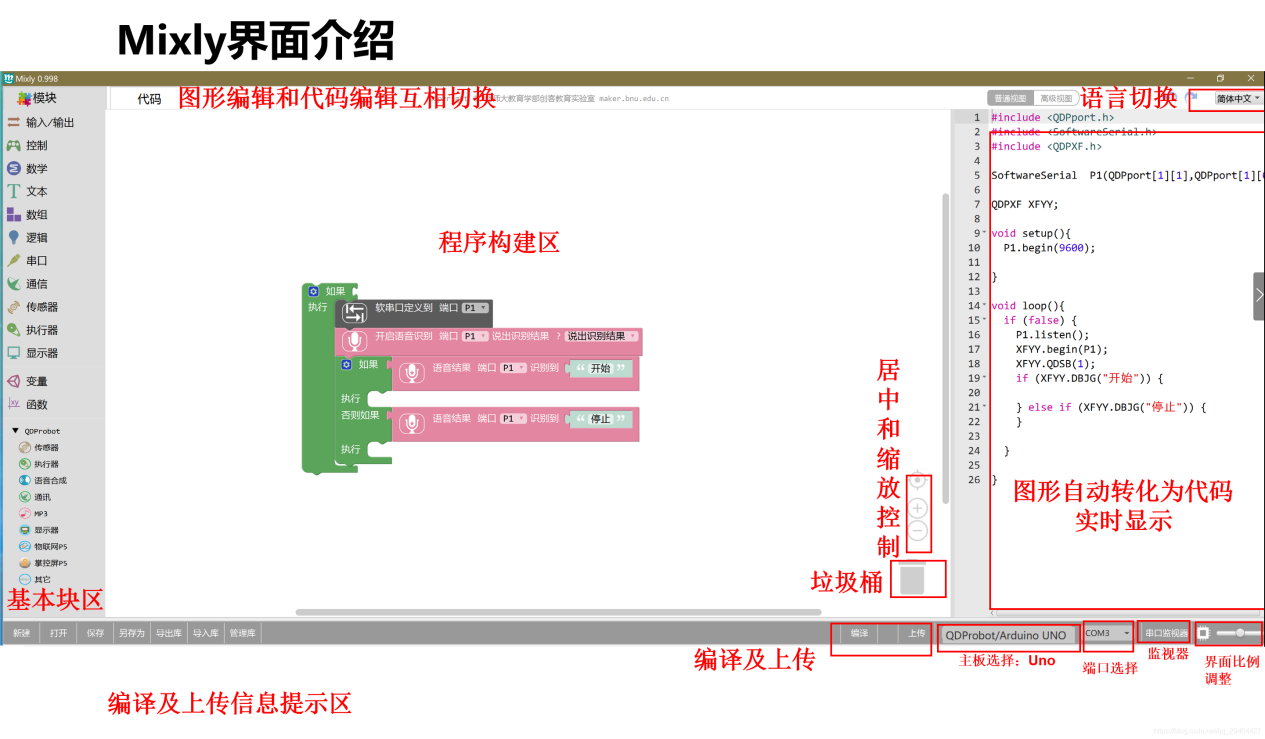 Mixly界面介绍
Mixly 0.998
模块
代码
图形编辑和代码编辑互相切换
师大教育学部创客教育实验室 maker.bnu.edu.cn
普通视图
高级视图
语言切换
简体中文
输入/输出
控制
数学
文本
数组
逻辑
串口
通信
传感器
执行器
显示器
变量
函数
QDProbot
传感器
执行器
语音合成
通讯
MP3
显示器
物联网P5
掌控屏P5
其它
基本块区
程序构建区
如果
执行
软串口定义到 端口 P1
开启语音识别 端口 P1 说出识别结果 ? 说出识别结果
如果
语音结果 端口 P1 识别到 “ 开始 ”
执行
否则如果
语音结果 端口 P1 识别到 “ 停止 ”
执行
居中和缩放控制
垃圾桶
1 #include <QDPport.h>
2 #include <SoftwareSerial.h>
3 #include <QDPXF.h>
4
5 SoftwareSerial P1(QDPport[1][1],QDPport[1][
6
7 QDPXF XFYY;
8
9 void setup(){
10 P1.begin(9600);
11
12 }
13
14 void loop(){
15 if (false) {
16 P1.listen();
17 XFYY.begin(P1);
18 XFYY.QDSB(1);
19 if (XFYY.DBJG("开始")) {
20
21 } else if (XFYY.DBJG("停止")) {
22 }
23
24 }
25
26 }
图形自动转化为代码
实时显示
新建
打开
保存
另存为
导出库
导入库
管理库
编译
上传
QDProbot/Arduino UNO
COM3
串口监视器
编译及上传
主板选择：Uno
端口选择
监视器
界面比例
调整
编译及上传信息提示区